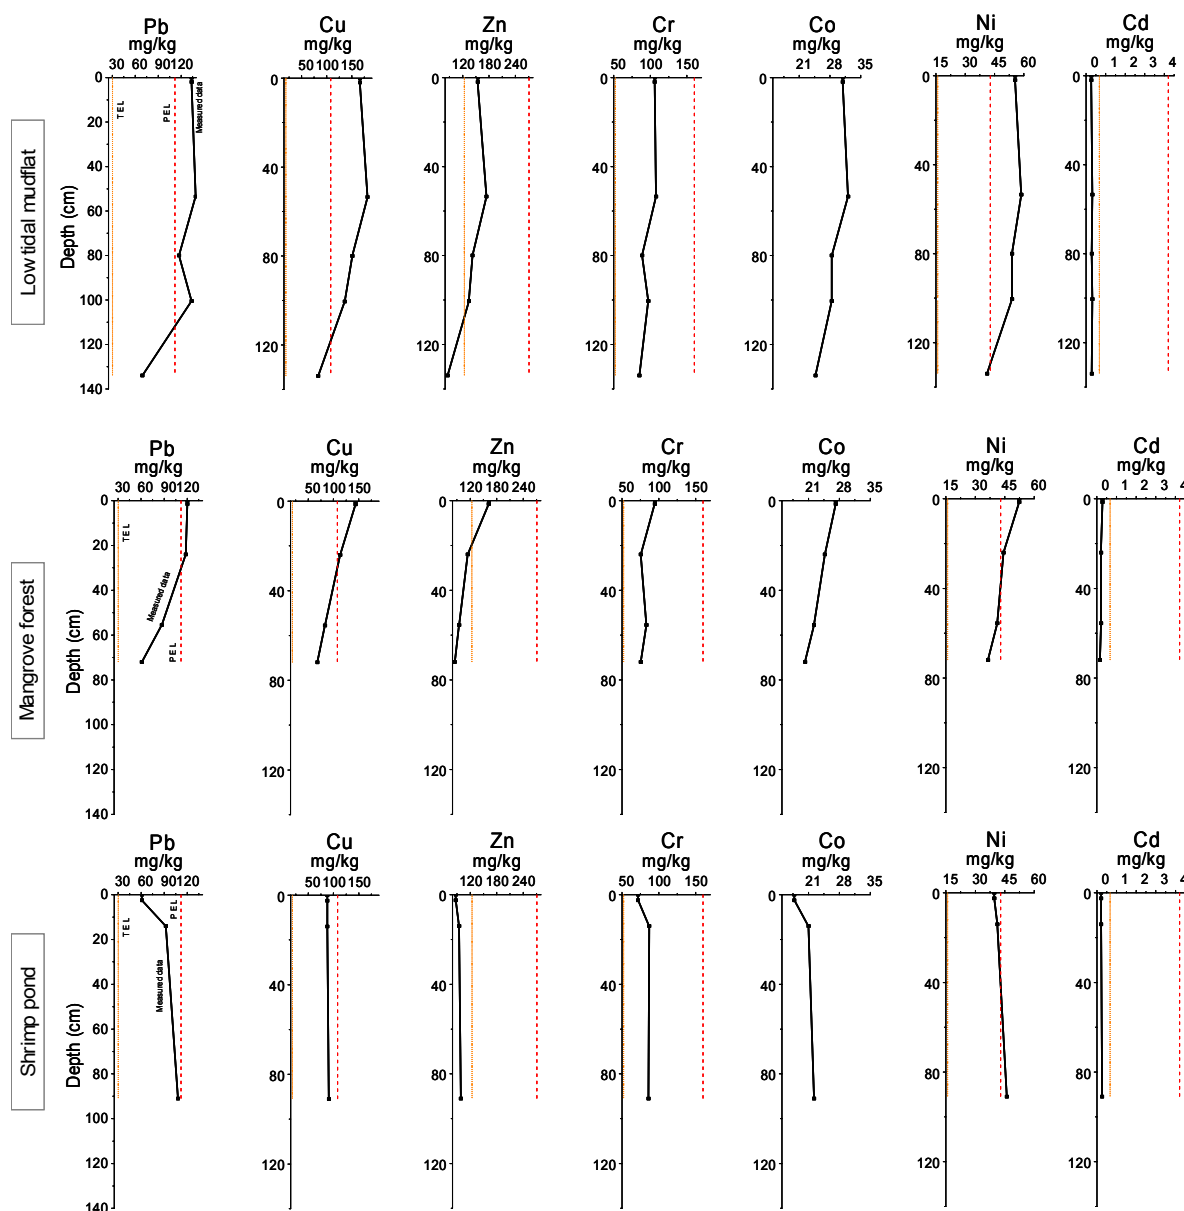 Pb Cu Zn Cr Co Ni Cd
mg/kg mg/kg mg/kg mg/kg mg/kg mg/kg mg/kg
30 60 90 120 50 100 150 120 180 240 50 100 150 21 28 35 15 30 45 60 0 1 2 3 4
0 0 0 0 0 0 0
20
40 40 40 40 40 40 40
60
80 80 80 80 80 80 80
100
120 120 120 120 120 120 120
140
TEL
PEL
Measured data
Depth (cm)
Low tidal mudflat
Pb Cu Zn Cr Co Ni Cd
mg/kg mg/kg mg/kg mg/kg mg/kg mg/kg mg/kg
30 60 90 120 50 100 150 120 180 240 50 100 150 21 28 35 15 30 45 60 0 1 2 3 4
0 0 0 0 0 0 0
20
40 40 40 40 40 40 40
60
80 80 80 80 80 80 80
100
120 120 120 120 120 120 120
140
TEL
Measured data
PEL
Depth (cm)
Mangrove forest
Pb Cu Zn Cr Co Ni Cd
mg/kg mg/kg mg/kg mg/kg mg/kg mg/kg mg/kg
30 60 90 120 50 100 150 120 180 240 50 100 150 21 28 35 15 30 45 60 0 1 2 3 4
0 0 0 0 0 0 0
20
40 40 40 40 40 40 40
60
80 80 80 80 80 80 80
100
120 120 120 120 120 120 120
140
TEL
PEL
Measured data
Depth (cm)
Shrimp pond